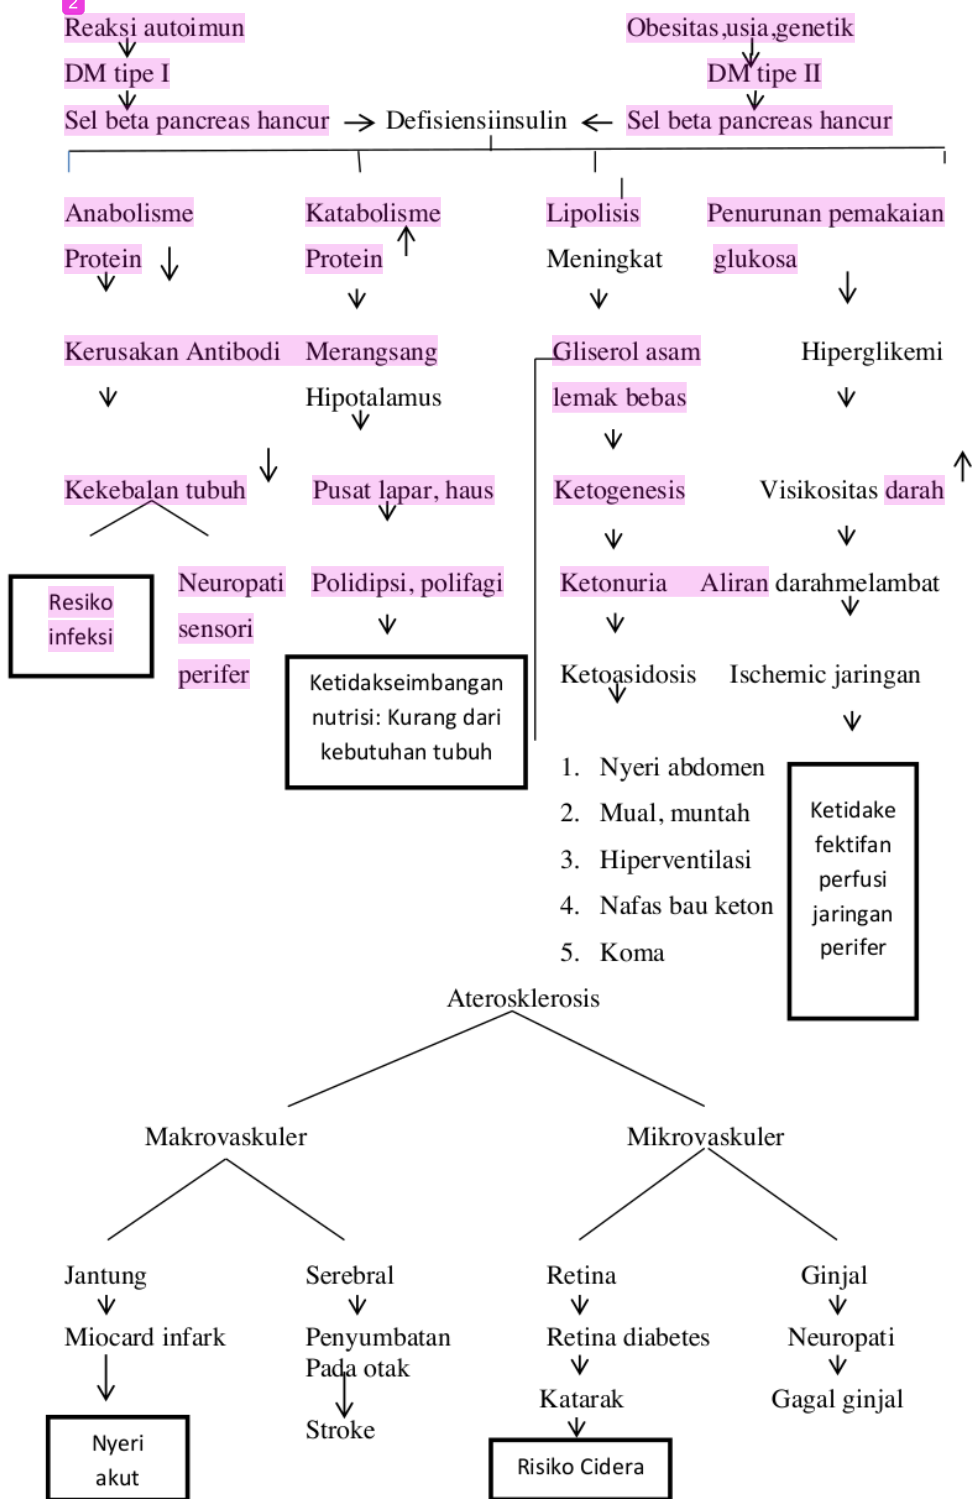 2
Reaksi autoimun Obesitas,usia,genetik
DM tipe I DM tipe II
Sel beta pancreas hancur Defisiensiinsulin Sel beta pancreas hancur
Anabolisme Katabolisme Lipolisis Penurunan pemakaian
Protein Protein Meningkat glukosa
Kerusakan Antibodi Merangsang Gliserol asam Hiperglikemi
Hipotalamus lemak bebas
Kekebalan tubuh Pusat lapar, haus Ketogenesis Visikositas darah
Resiko
infeksi
Neuropati Polidipsi, polifagi Ketonuria Aliran darahmelambat
sensori
perifer
Ketidakseimbangan
nutrisi: Kurang dari
kebutuhan tubuh
Ketoasidosis Ischemic jaringan
1. Nyeri abdomen
2. Mual, muntah
3. Hiperventilasi
4. Nafas bau keton
5. Koma
Ketidake
fektifan
perfusi
jaringan
perifer
Aterosklerosis
Makrovaskuler Mikrovaskuler
Jantung Serebral Retina Ginjal
Miocard infark Penyumbatan Retina diabetes Neuropati
Pada otak
Katarak Gagal ginjal
Stroke
Nyeri
akut
Risiko Cidera